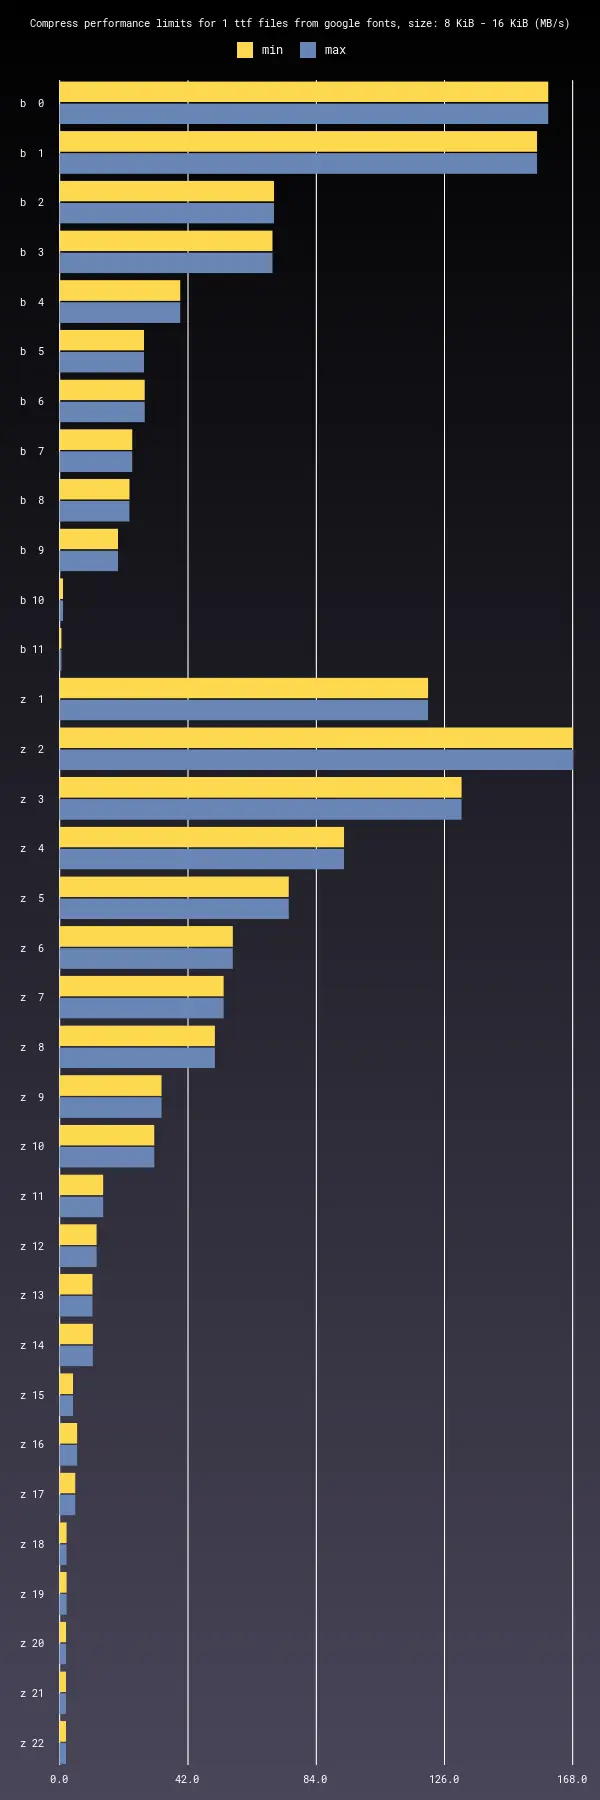 Compress performance limits for 1 ttf files from google fonts, size: 8 KiB - 16 KiB (MB/s)
min max
b 0
b 1
b 2
b 3
b 4
b 5
b 6
b 7
b 8
b 9
b 10
b 11
z 1
z 2
z 3
z 4
z 5
z 6
z 7
z 8
z 9
z 10
z 11
z 12
z 13
z 14
z 15
z 16
z 17
z 18
z 19
z 20
z 21
z 22
0.0 42.0 84.0 126.0 168.0